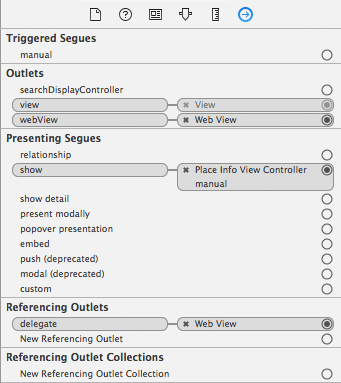 Triggered Segues
manual
Outlets
searchDisplayController
view × View
webView × Web View
Presenting Segues
relationship
show × Place Info View Controller
manual
show detail
present modally
popover presentation
embed
push (deprecated)
modal (deprecated)
custom
Referencing Outlets
delegate × Web View
New Referencing Outlet
Referencing Outlet Collections
New Referencing Outlet Collection